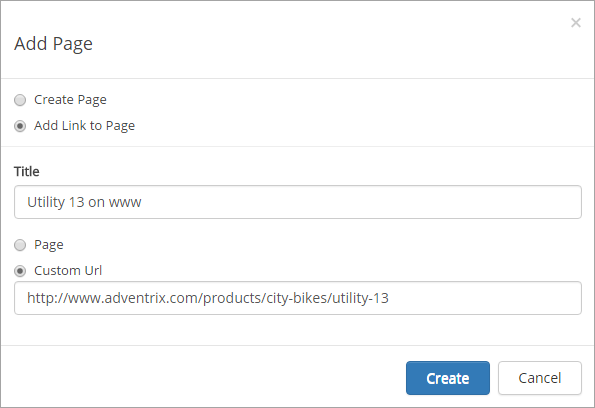 Add Page
×
Create Page
Add Link to Page
Title
Utility 13 on www
Page
Custom Url
http://www.adventrix.com/products/city-bikes/utility-13
Create
Cancel